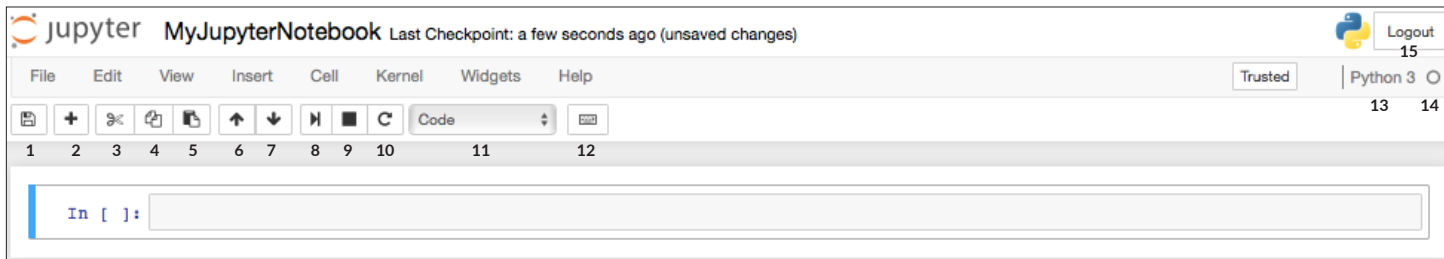 jupyter MyJupyterNotebook Last Checkpoint: a few seconds ago (unsaved changes) Logout
15
File Edit View Insert Cell Kernel Widgets Help Trusted Python 3
13 14
Code
1 2 3 4 5 6 7 8 9 10 11 12
In [ ]: